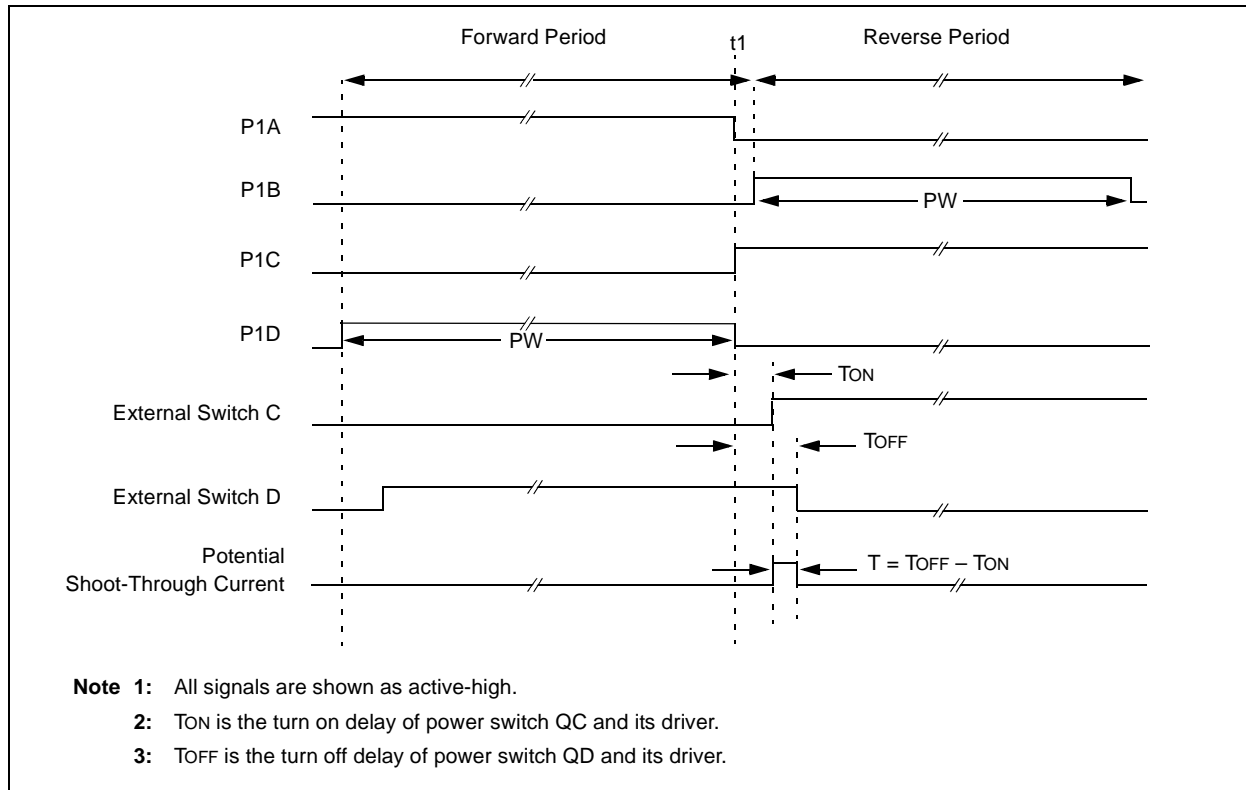 Forward Period
t1
Reverse Period
P1A
P1B
PW
P1C
P1D
PW
TON
External Switch C
TOFF
External Switch D
Potential
Shoot-Through Current
T = TOFF – TON
Note 1: All signals are shown as active-high.
2: TON is the turn on delay of power switch QC and its driver.
3: TOFF is the turn off delay of power switch QD and its driver.